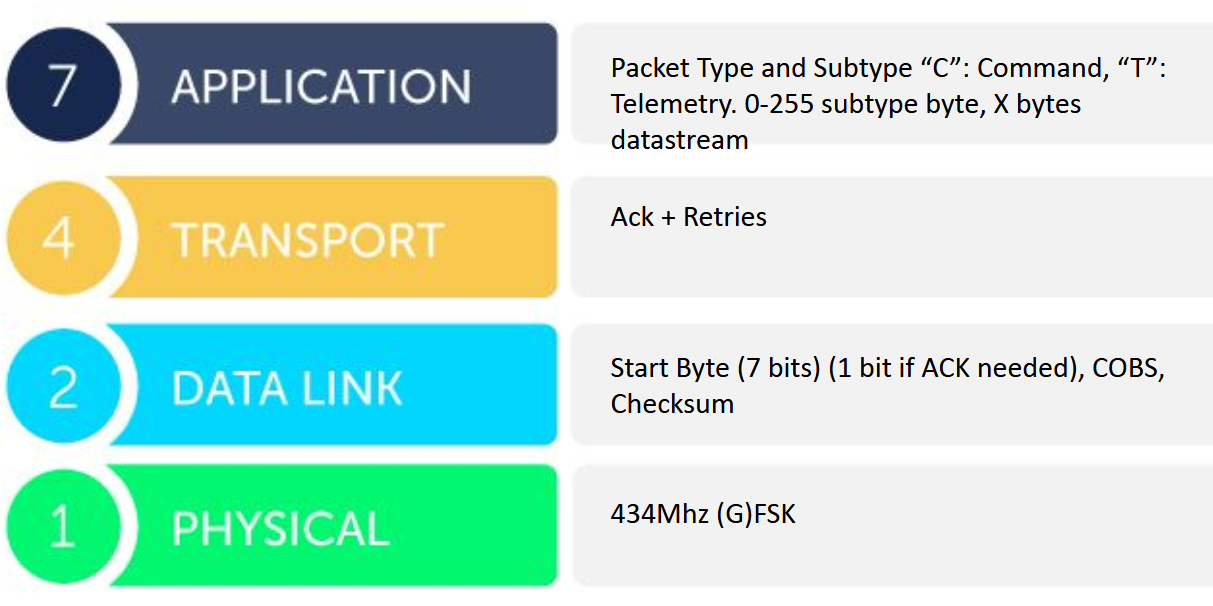 7
APPLICATION
Packet Type and Subtype “C”: Command, “T”:
Telemetry. 0-255 subtype byte, X bytes
datastream
4
TRANSPORT
Ack + Retries
2
DATA LINK
Start Byte (7 bits) (1 bit if ACK needed), COBS,
Checksum
1
PHYSICAL
434Mhz (G)FSK